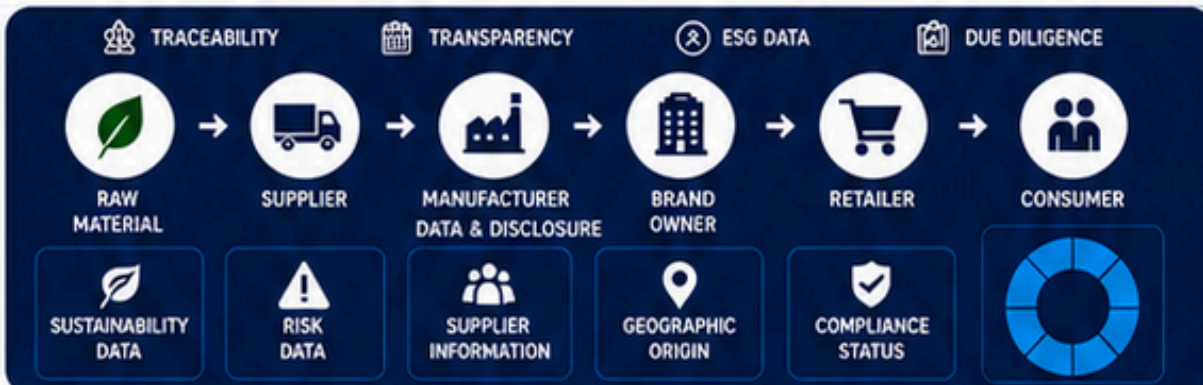 TRACEABILITY
TRANSPARENCY
ESG DATA
DUE DILIGENCE
RAW
MATERIAL
SUPPLIER
MANUFACTURER
BRAND
OWNER
RETAILER
CONSUMER
DATA & DISCLOSURE
SUSTAINABILITY
DATA
RISK
DATA
SUPPLIER
INFORMATION
GEOGRAPHIC
ORIGIN
COMPLIANCE
STATUS